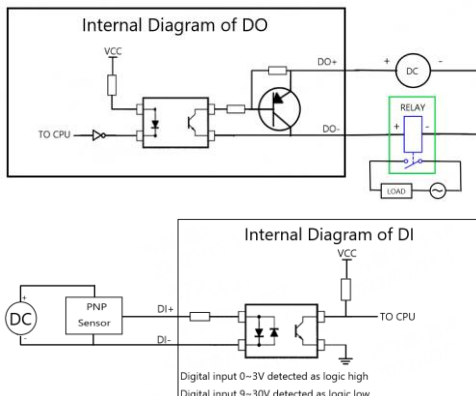 Internal Diagram of DO
VCC
DO+
+
DC
-
RELAY
TO CPU
DO-
+
-
LOAD
Internal Diagram of DI
VCC
+
DC
-
PNP
Sensor
DI+
TO CPU
DI-
Digital input 0~3V detected as logic high
Digital input 9~30V detected as logic low